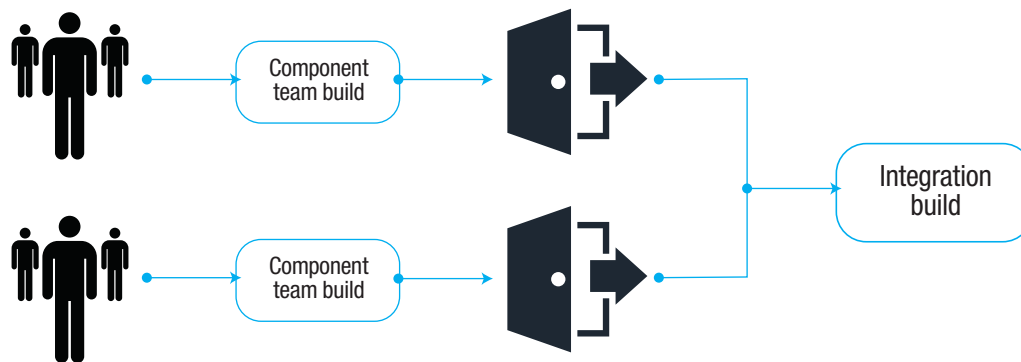 Component
team build
Integration
build
Component
team build